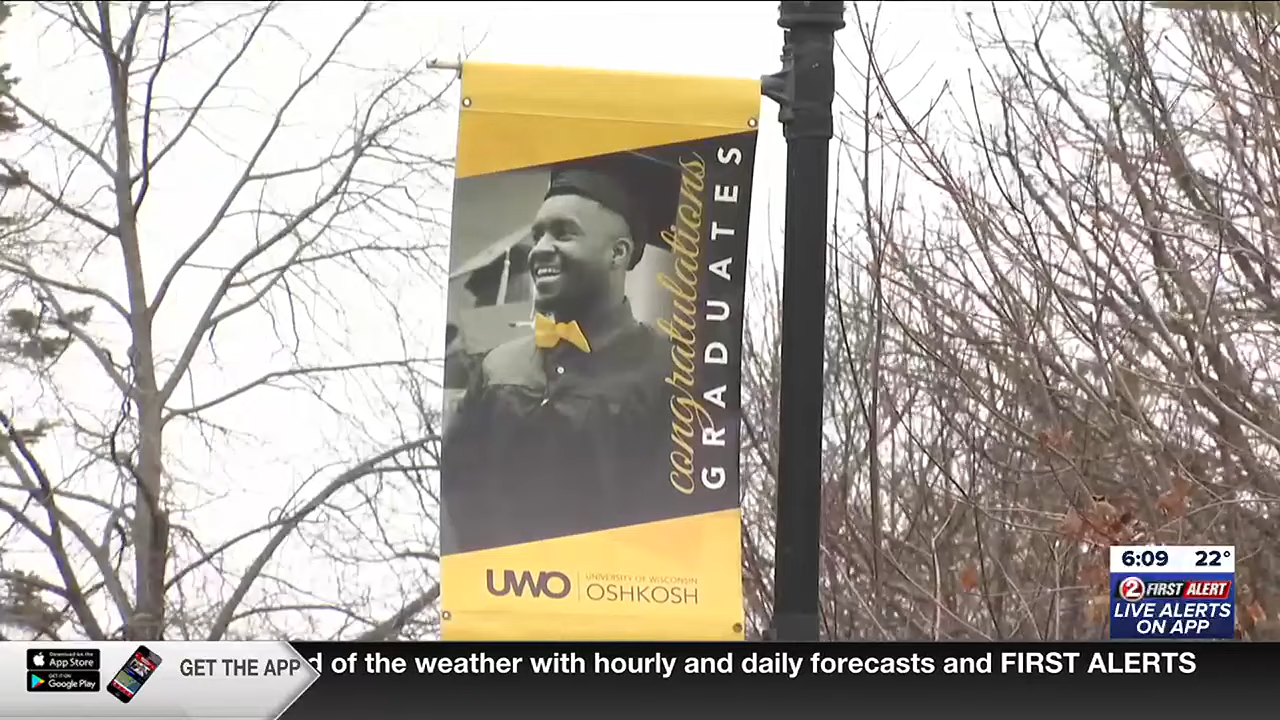 congratulations
GRADUATES
UWO
UNIVERSITY OF WISCONSIN
OSHKOSH
6:09 22°
2 FIRST ALERT
LIVE ALERTS
ON APP
Download on the
App Store
GET IT ON
Google Play
GET THE APP
d of the weather with hourly and daily forecasts and FIRST ALERTS